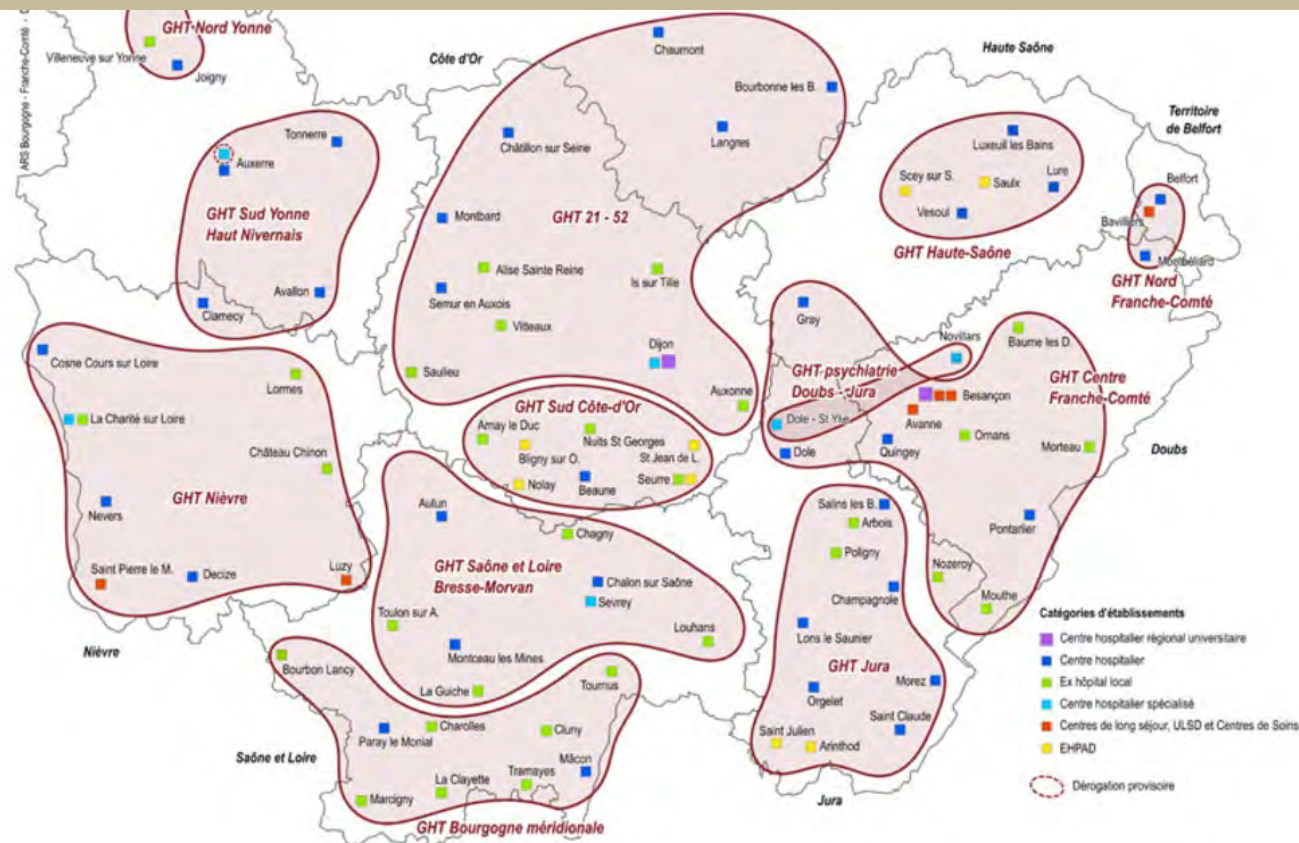 ARS Bourgogne - Franche-Comté -
GHT Nord Yonne
Villeneuve sur Yonne
Joigny
Côte d'Or
Chaumont
Haute Saône
Bourbonne les B.
Territoire
de Belfort
Tonnerre
Auxerre
Châtillon sur Seine
Langres
Luxeuil les Bains
Scey sur S.
Saulx
Lure
Belfort
Vesoul
Bavilliers
GHT Sud Yonne
Haut Nivernais
Montbard
GHT 21 - 52
GHT Haute-Saône
Montbéliard
GHT Nord
Franche-Comté
Alise Sainte Reine
Is sur Tille
Semur en Auxois
Avallon
Clamecy
Vitteaux
Gray
Novillars
Baume les D.
Dijon
Cosne Cours sur Loire
Lormes
Saulieu
Auxonne
GHT psychiatrie
Doubs - Jura
GHT Centre
Franche-Comté
Besançon
Avanne
La Charité sur Loire
GHT Sud Côte-d'Or
Arnay le Duc
Nuits St Georges
Dole - St Ylie
Ornans
Château Chinon
Bligny sur O.
St Jean de L.
Dole
Quingey
Morteau
Doubs
Nolay
Beaune
Seurre
GHT Nièvre
Nevers
Autun
Salins les B.
Arbois
Pontarlier
Chagny
Poligny
Saint Pierre le M.
Decize
Luzy
GHT Saône et Loire
Bresse-Morvan
Chalon sur Saône
Sevrey
Champagnole
Nozeroy
Mouthe
Toulon sur A.
Louhans
Lons le Saunier
Nièvre
Montceau les Mines
GHT Jura
Bourbon Lancy
La Guiche
Tournus
Morez
Orgelet
Charolles
Cluny
Saint Claude
Paray le Monial
Saint Julien
Arinthod
Saône et Loire
La Clayette
Tramayes
Mâcon
Marcigny
Jura
GHT Bourgogne méridionale
Catégories d'établissements
Centre hospitalier régional universitaire
Centre hospitalier
Ex hôpital local
Centre hospitalier spécialisé
Centres de long séjour, ULSD et Centres de Soins
EHPAD
Dérogation provisoire